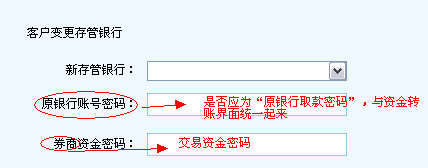 客户变更存管银行
新存管银行：
原银行账号密码：
是否应为“原银行取款密码”，与资金转
账界面统一起来
券商资金密码：
交易资金密码